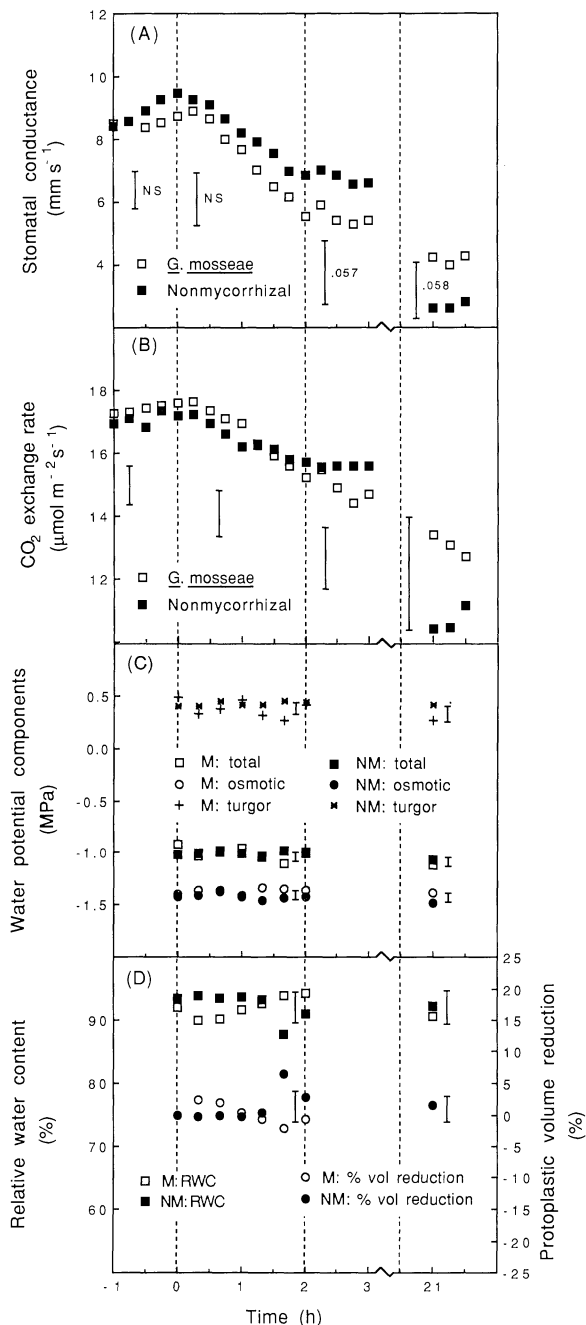 (A)
Stomatal conductance
(mm s⁻¹)
12
10
8
6
4
NS
NS
.057
.058
G. mosseae
Nonmycorrhizal
(B)
CO₂ exchange rate
(μmol m⁻² s⁻¹)
18
16
14
12
G. mosseae
Nonmycorrhizal
(C)
Water potential components
(MPa)
0.5
0.0
-0.5
-1.0
-1.5
M: total
NM: total
M: osmotic
NM: osmotic
M: turgor
NM: turgor
(D)
Relative water content
(%)
90
75
60
25
20
15
10
5
0
-5
-10
-15
-20
-25
Protoplastic volume reduction
(%)
M: RWC
M: % vol reduction
NM: RWC
NM: % vol reduction
-1
0
1
2
3
21
Time (h)